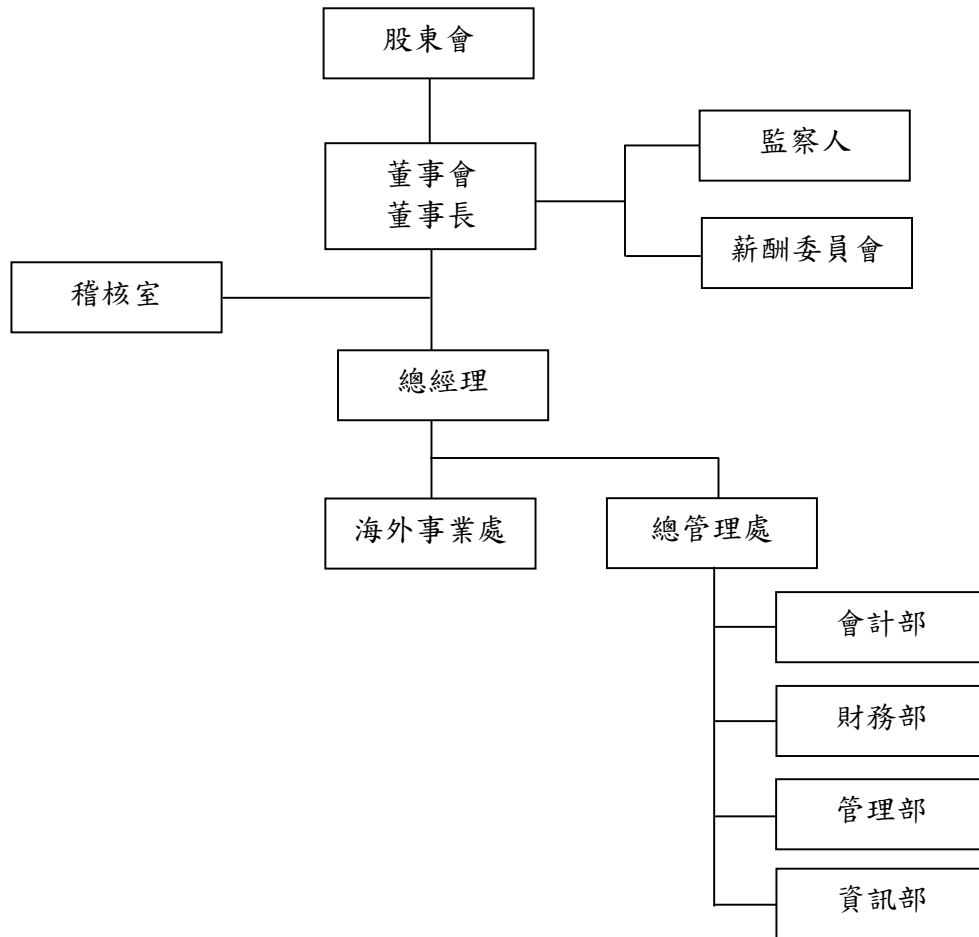 股東會
董事會
董事長
監察人
薪酬委員會
稽核室
總經理
海外事業處
總管理處
會計部
財務部
管理部
資訊部